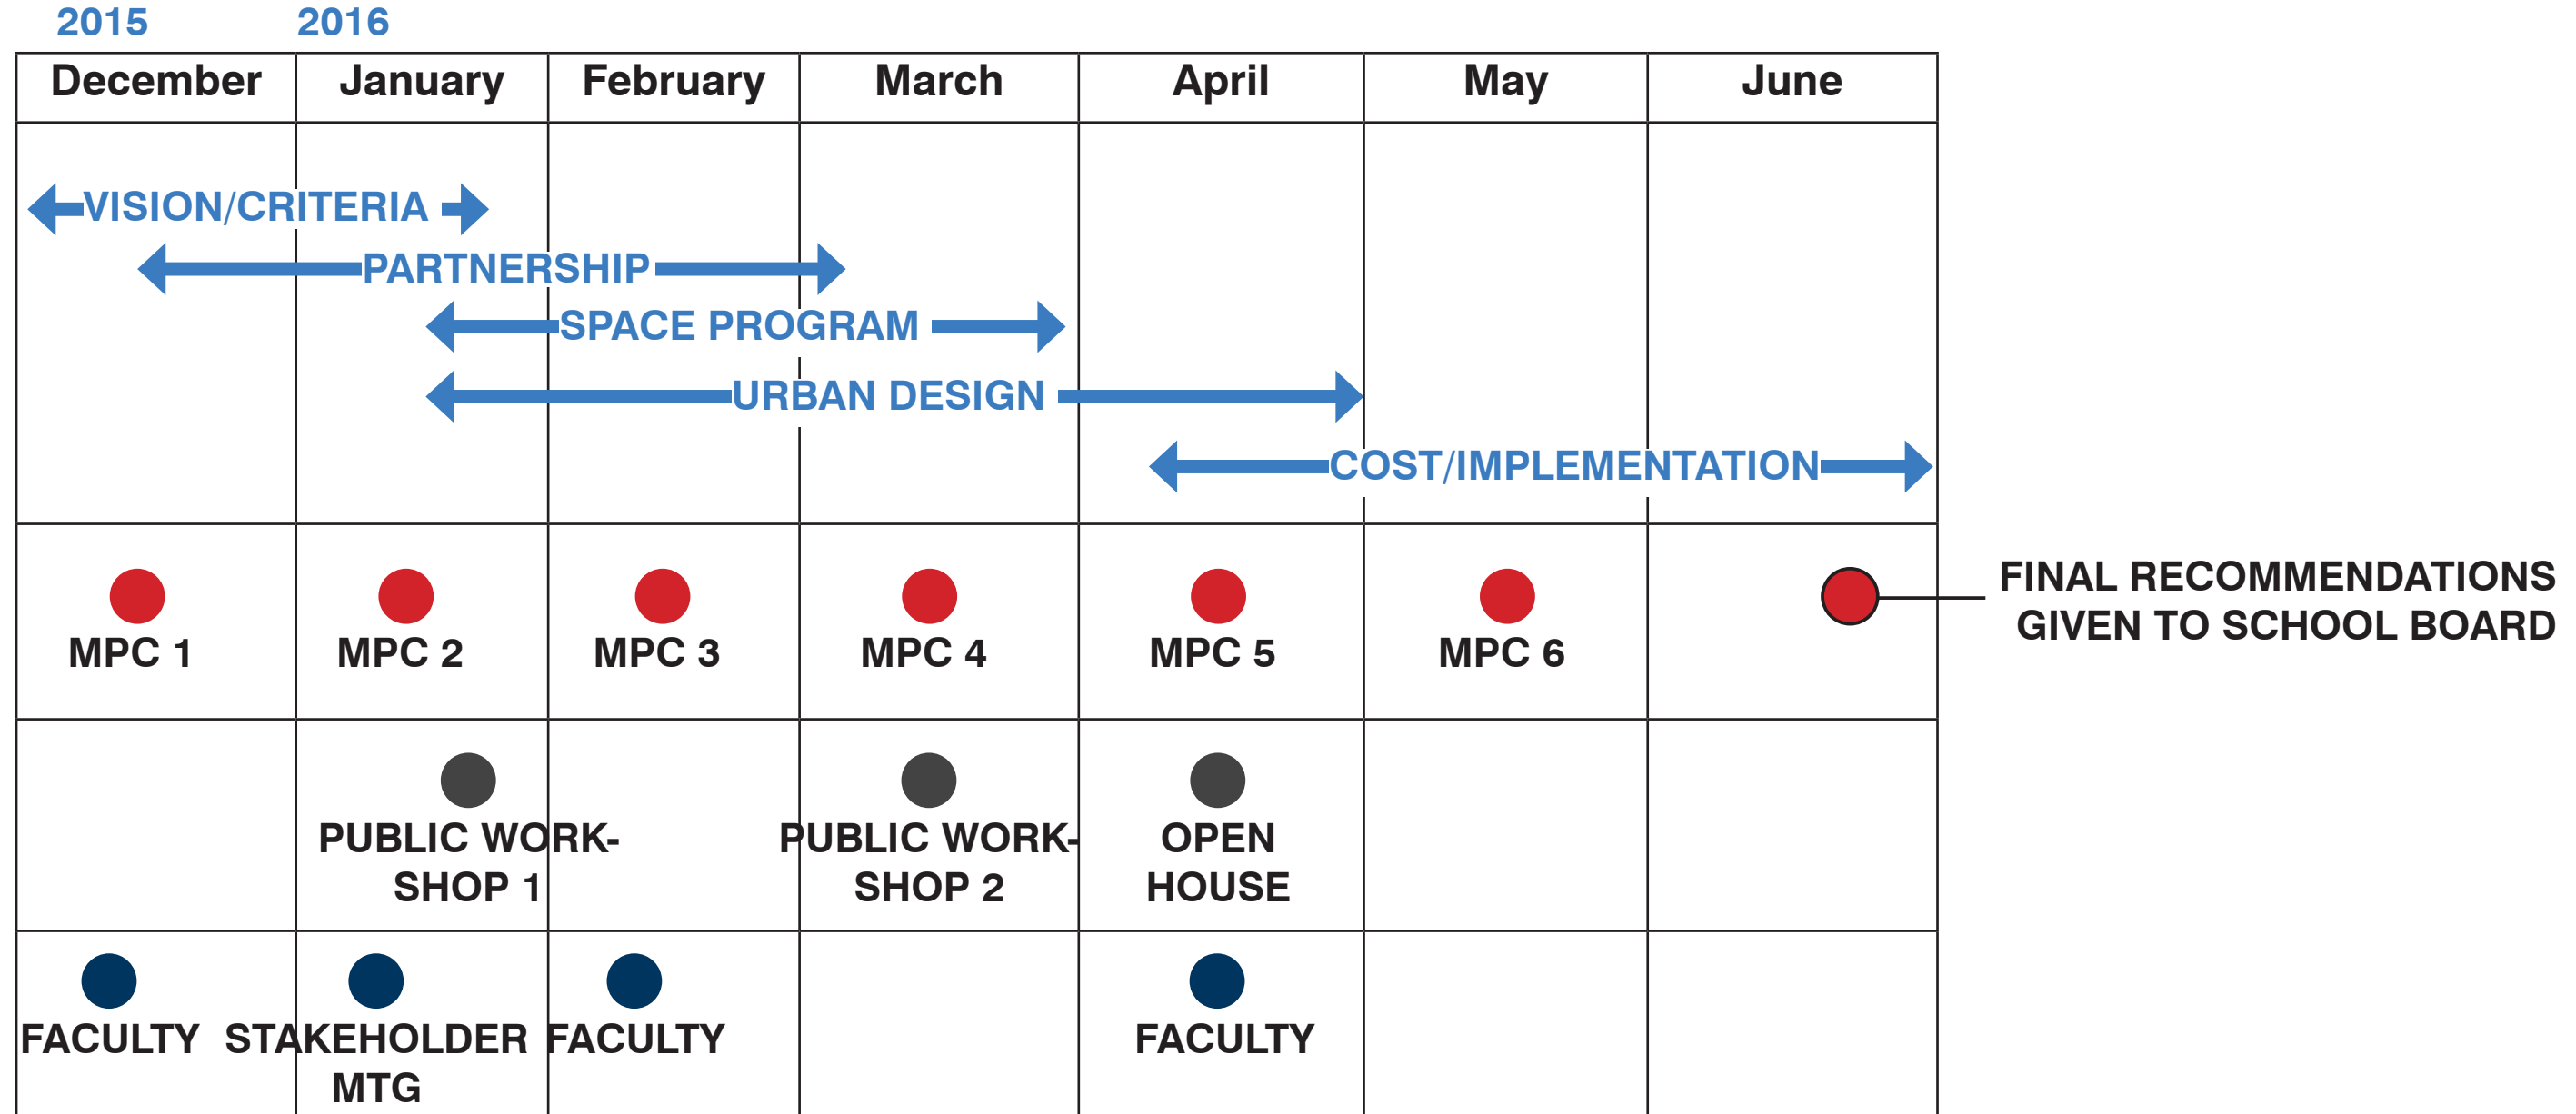 2015 2016
December January February March April May June
VISION/CRITERIA
PARTNERSHIP
SPACE PROGRAM
URBAN DESIGN
COST/IMPLEMENTATION
FINAL RECOMMENDATIONS
GIVEN TO SCHOOL BOARD
MPC 1 MPC 2 MPC 3 MPC 4 MPC 5 MPC 6
PUBLIC WORK-
SHOP 1
PUBLIC WORK-
SHOP 2
OPEN
HOUSE
FACULTY
STAKEHOLDER
MTG
FACULTY
FACULTY